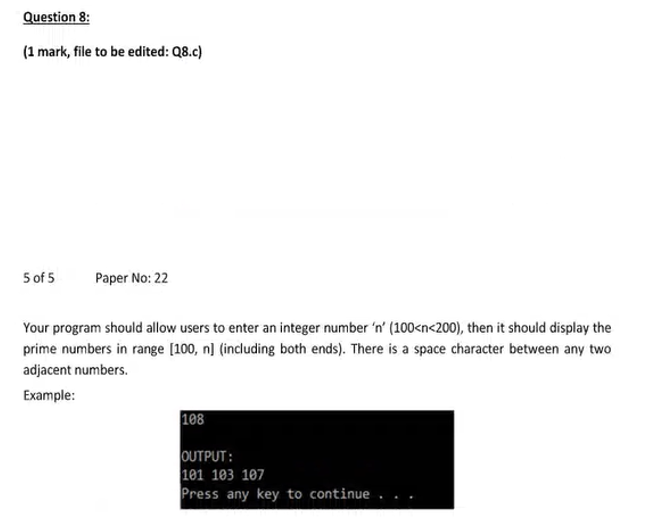 Question 8:
(1 mark, file to be edited: Q8.c)
5 of 5 Paper No: 22
Your program should allow users to enter an integer number 'n' (100<n<200), then it should display the
prime numbers in range [100, n] (including both ends). There is a space character between any two
adjacent numbers.
Example:
108
OUTPUT:
101 103 107
Press any key to continue . . .